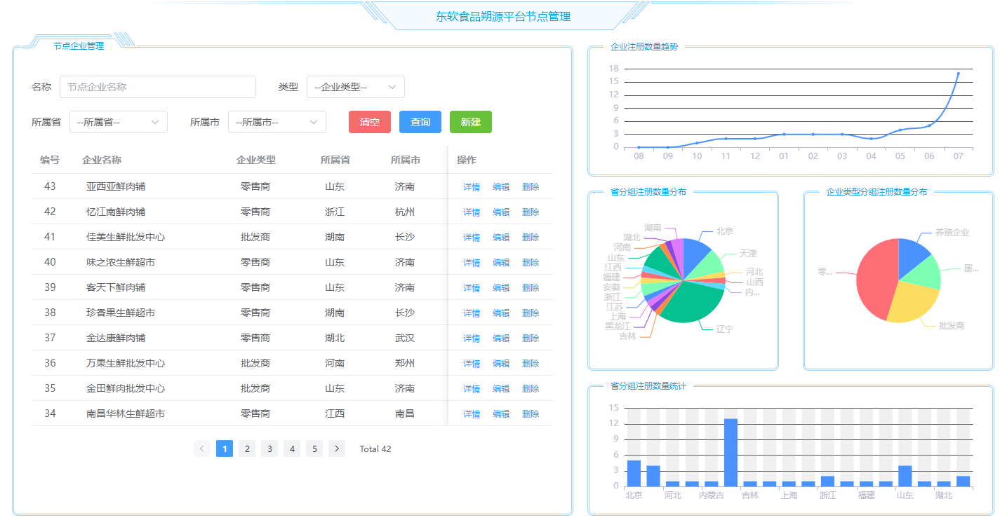 东软食品朔源平台节点管理
节点企业管理
名称 节点企业名称 类型 --企业类型--
所属省 --所属省-- 所属市 --所属市-- 清空 查询 新建
编号 企业名称 企业类型 所属省 所属市 操作
43 亚西亚鲜肉铺 零售商 山东 济南 详情 编辑 删除
42 忆江南鲜肉铺 零售商 浙江 杭州 详情 编辑 删除
41 佳美生鲜批发中心 批发商 湖南 长沙 详情 编辑 删除
40 味之浓生鲜超市 零售商 山东 济南 详情 编辑 删除
39 客天下鲜肉铺 零售商 山东 济南 详情 编辑 删除
38 珍香果生鲜超市 零售商 湖南 长沙 详情 编辑 删除
37 金达康鲜肉铺 零售商 湖北 武汉 详情 编辑 删除
36 万果生鲜批发中心 批发商 河南 郑州 详情 编辑 删除
35 金田鲜肉批发中心 批发商 山东 济南 详情 编辑 删除
34 南昌华林生鲜超市 零售商 江西 南昌 详情 编辑 删除
< 1 2 3 4 5 > Total 42
企业注册数量趋势
18
15
12
9
6
3
0
08 09 10 11 12 01 02 03 04 05 06 07
省分组注册数量分布
北京
天津
河北
山西
内...
辽宁
吉林
黑龙江
上海
江苏
浙江
安徽
福建
江西
山东
河南
湖北
湖南
企业类型分组注册数量分布
养殖企业
屠...
批发商
零...
省分组注册数量统计
15
12
9
6
3
0
北京 河北 内蒙古 吉林 上海 浙江 福建 山东 湖北